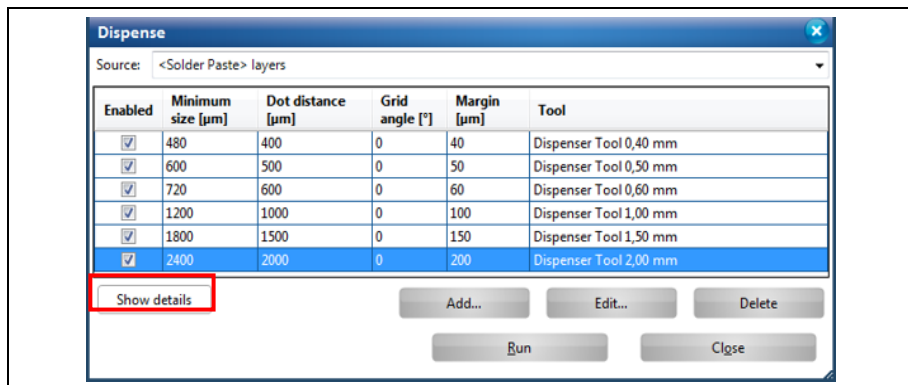 Dispense
Source: <Solder Paste> layers
Enabled Minimum size [µm] Dot distance [µm] Grid angle [°] Margin [µm] Tool
480 400 0 40 Dispenser Tool 0,40 mm
600 500 0 50 Dispenser Tool 0,50 mm
720 600 0 60 Dispenser Tool 0,60 mm
1200 1000 0 100 Dispenser Tool 1,00 mm
1800 1500 0 150 Dispenser Tool 1,50 mm
2400 2000 0 200 Dispenser Tool 2,00 mm
Show details Add... Edit... Delete
Run Close